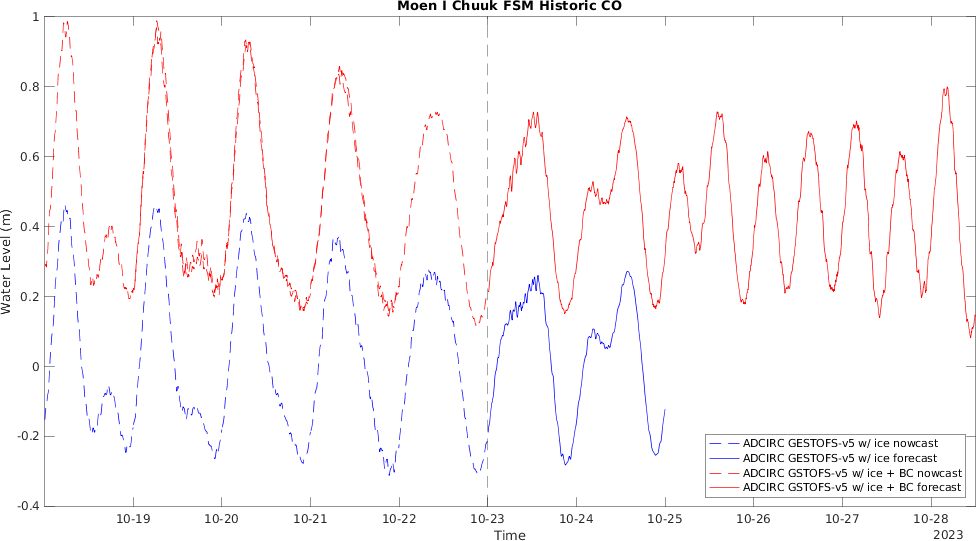 Moen I Chuuk FSM Historic CO
1
0.8
0.6
0.4
0.2
0
-0.2
-0.4
Water Level (m)
10-19 10-20 10-21 10-22 10-23 10-24 10-25 10-26 10-27 10-28
Time
2023
ADCIRC GESTOFS-v5 w/ ice nowcast
ADCIRC GESTOFS-v5 w/ ice forecast
ADCIRC GSTOFS-v5 w/ ice + BC nowcast
ADCIRC GSTOFS-v5 w/ ice + BC forecast